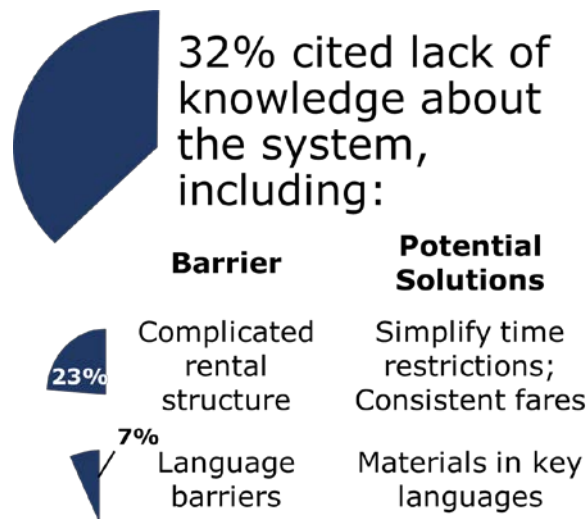 32% cited lack of
knowledge about
the system,
including:
Barrier
Potential
Solutions
23%
Complicated
rental
structure
Simplify time
restrictions;
Consistent fares
7%
Language
barriers
Materials in key
languages